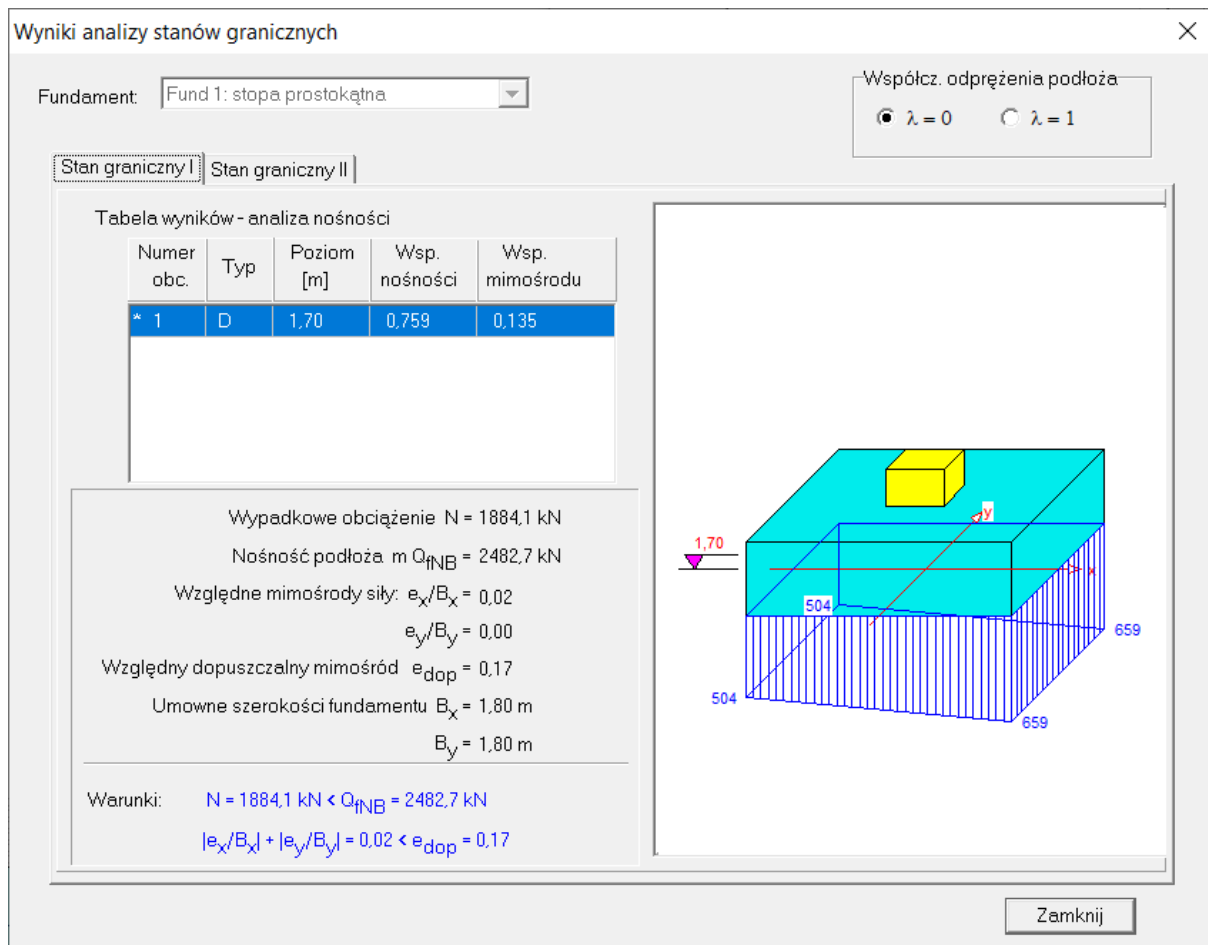 Wyniki analizy stanów granicznych
Fundament: Fund 1: stopa prostokątna
Współcz. odprężenia podłoża
λ = 0 λ = 1
Stan graniczny I Stan graniczny II
Tabela wyników - analiza nośności
Numer obc. Typ Poziom [m] Wsp. nośności Wsp. mimośrodu
* 1 D 1,70 0,759 0,135
Wypadkowe obciążenie N = 1884,1 kN
Nośność podłoża m QfNB = 2482,7 kN
Względne mimośrody siły: ex/Bx = 0,02
ey/By = 0,00
Względny dopuszczalny mimośród edop = 0,17
Umowne szerokości fundamentu Bx = 1,80 m
By = 1,80 m
Warunki: N = 1884,1 kN < QfNB = 2482,7 kN
|ex/Bx| + |ey/By| = 0,02 < edop = 0,17
y
1,70
x
504
659
504
659
Zamknij